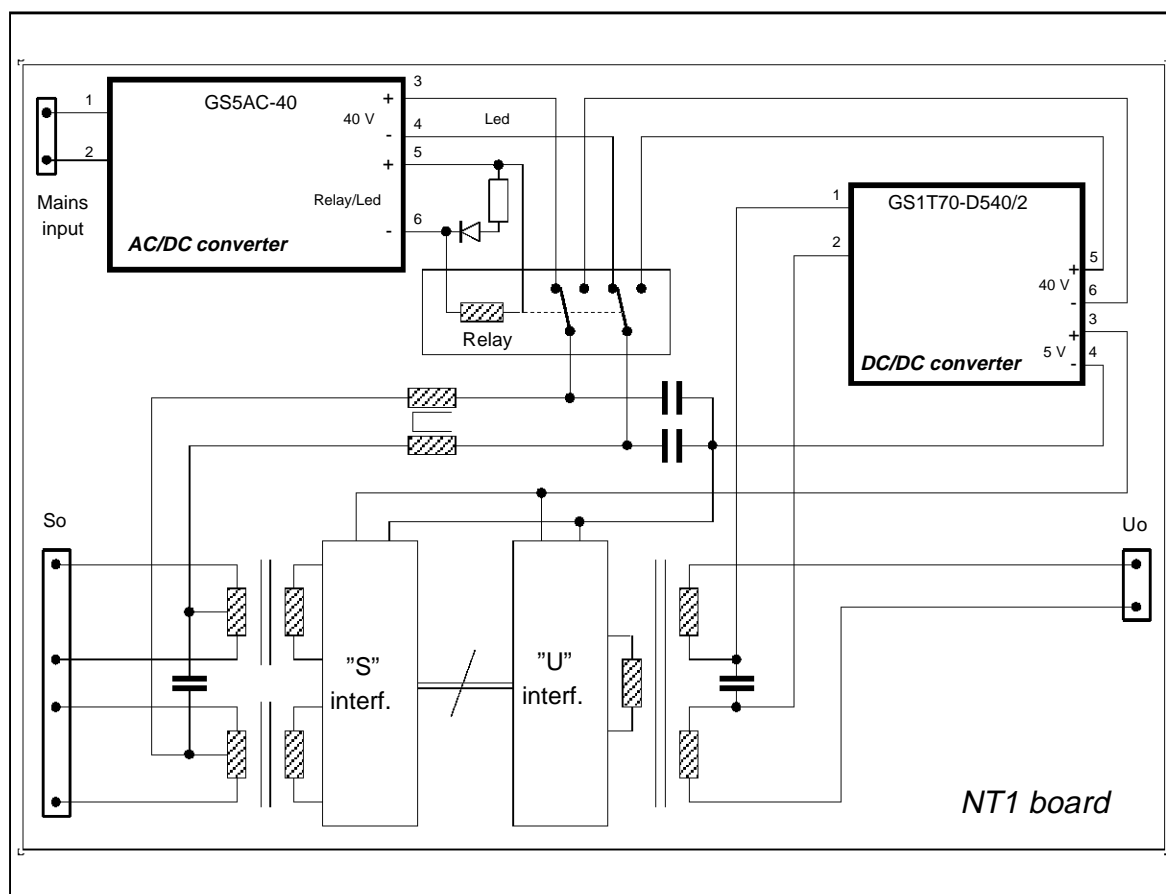 GS5AC-40
1
2
Mains
input
3
+
40 V
-
4
Led
+
5
Relay/Led
-
6
AC/DC converter
Relay
GS1T70-D540/2
1
2
5
+
40 V
6
-
3
+
5 V
-
4
DC/DC converter
So
Uo
"S"
interf.
"U"
interf.
NT1 board